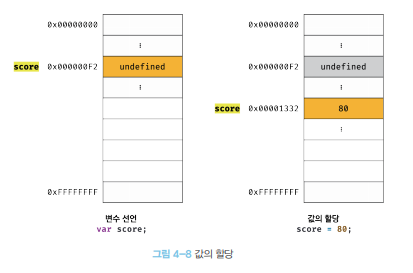 0x00000000
⋮
score 0x000000F2 undefined
⋮
0xFFFFFFFF
변수 선언
var score;
0x00000000
⋮
0x000000F2 undefined
⋮
score 0x00001332 80
⋮
0xFFFFFFFF
값의 할당
score = 80;
그림 4-8 값의 할당